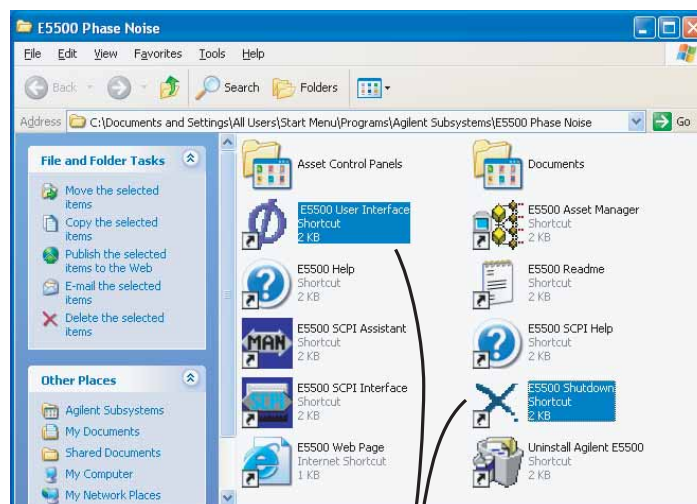 E5500 Phase Noise
File Edit View Favorites Tools Help
Back Search Folders
Address C:\Documents and Settings\All Users\Start Menu\Programs\Agilent Subsystems\E5500 Phase Noise Go
File and Folder Tasks
Move the selected
items
Copy the selected
items
Publish the selected
items to the Web
E-mail the selected
items
Delete the selected
items
Other Places
Agilent Subsystems
My Documents
Shared Documents
My Computer
My Network Places
Asset Control Panels
Documents
E5500 User Interface
Shortcut
2 KB
E5500 Asset Manager
Shortcut
2 KB
E5500 Help
Shortcut
2 KB
E5500 Readme
Shortcut
2 KB
MAN
E5500 SCPI Assistant
Shortcut
2 KB
E5500 SCPI Help
Shortcut
2 KB
SCPI
E5500 SCPI Interface
Shortcut
2 KB
E5500 Shutdown
Shortcut
2 KB
E5500 Web Page
Internet Shortcut
1 KB
Uninstall Agilent E5500
Shortcut
2 KB